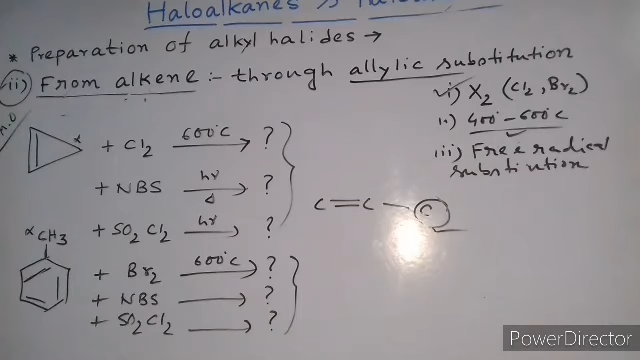 Haloalkanes
* Preparation of alkyl halides →
ii) From alkene :- through allylic substitution
i) X2 (Cl2, Br2)
ii) 400 - 600°C
iii) Free radical
substitution
α + Cl2 600°C → ?
+ NBS hν Δ → ?
+ SO2Cl2 hν → ?
C=C-C
α CH3
+ Br2 600°C → ?
+ NBS → ?
+ SO2Cl2 → ?
PowerDirector